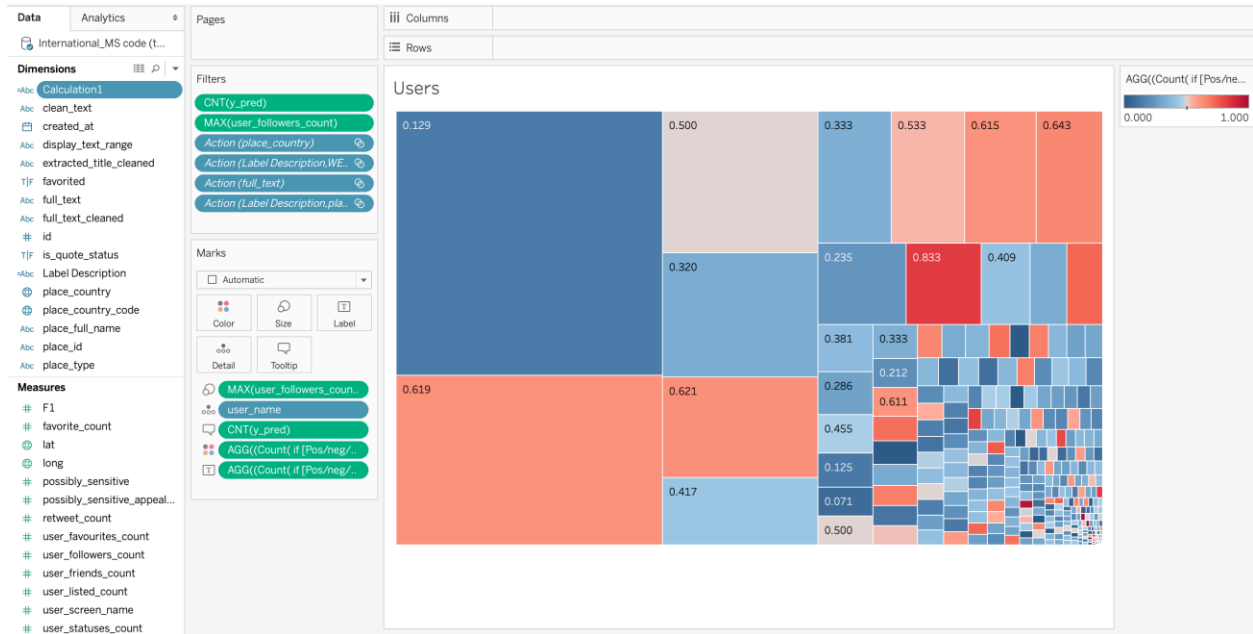 Data
Analytics
International_MS code (t...
Dimensions
Calculation1
clean_text
created_at
display_text_range
extracted_title_cleaned
favorited
full_text
full_text_cleaned
id
is_quote_status
Label Description
place_country
place_country_code
place_full_name
place_id
place_type
Measures
F1
favorite_count
lat
long
possibly_sensitive
possibly_sensitive_appeal...
retweet_count
user_favourites_count
user_followers_count
user_friends_count
user_listed_count
user_screen_name
user_statuses_count
Pages
Filters
CNT(y_pred)
MAX(user_followers_count)
Action (place_country)
Action (Label Description,WE..
Action (full_text)
Action (Label Description,pla..
Marks
Automatic
Color
Size
Label
Detail
Tooltip
MAX(user_followers_coun..
user_name
CNT(y_pred)
AGG((Count( if [Pos/neg/..
AGG((Count( if [Pos/neg/..
Columns
Rows
Users
0.129
0.500
0.333
0.533
0.615
0.643
0.320
0.235
0.833
0.409
0.381
0.333
0.212
0.619
0.621
0.286
0.611
0.455
0.417
0.125
0.071
0.500
AGG((Count( if [Pos/ne...
0.000
1.000